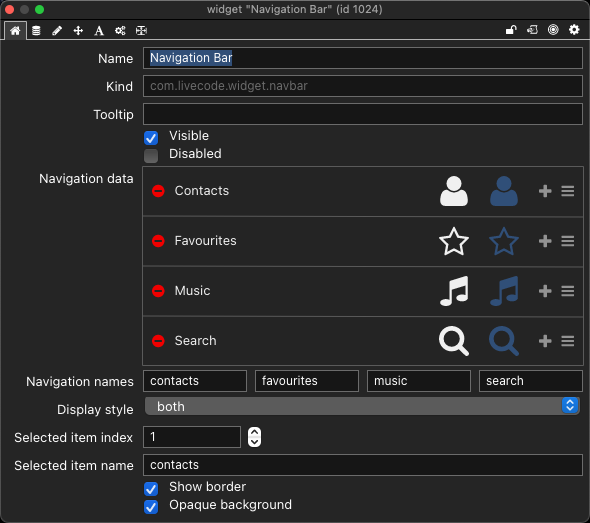 widget "Navigation Bar" (id 1024)
A
Name Navigation Bar
Kind com.livecode.widget.navbar
Tooltip
Visible
Disabled
Navigation data
Contacts
Favourites
Music
Search
Navigation names contacts favourites music search
Display style both
Selected item index 1
Selected item name contacts
Show border
Opaque background